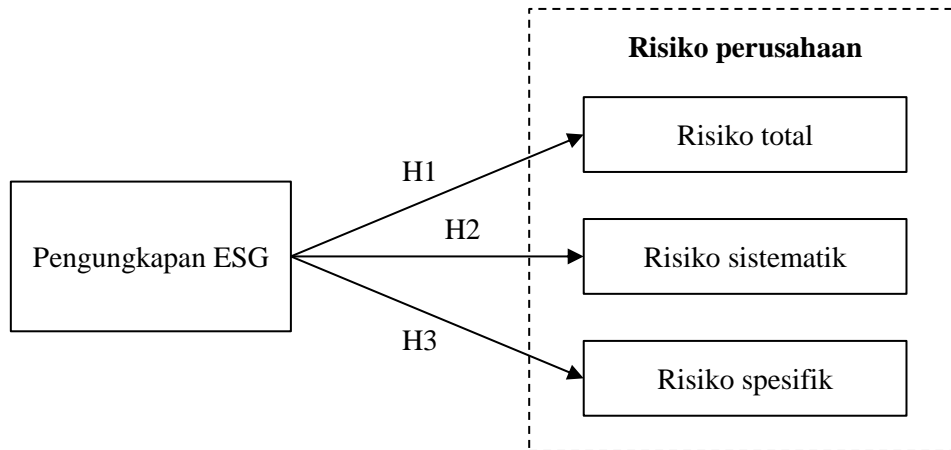 Risiko perusahaan
Risiko total
H1
H2
Pengungkapan ESG
Risiko sistematik
H3
Risiko spesifik